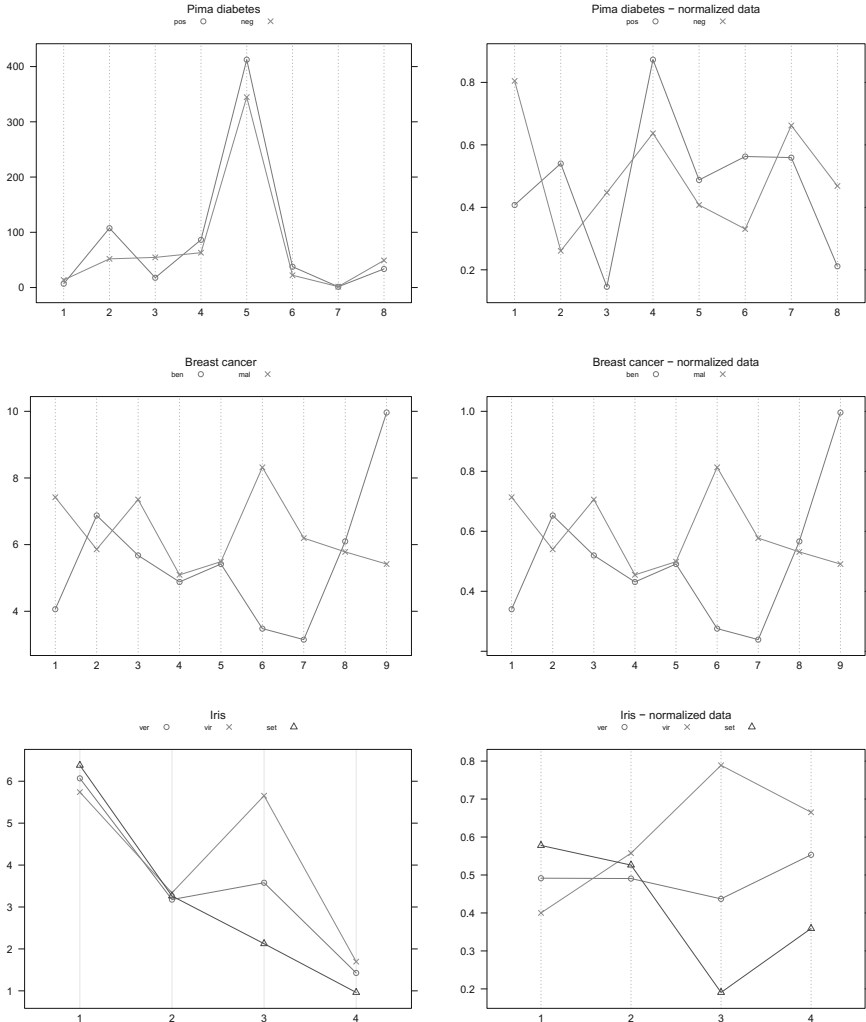 Pima diabetes
pos neg
400
300
200
100
0
1 2 3 4 5 6 7 8
Pima diabetes − normalized data
pos neg
0.8
0.6
0.4
0.2
1 2 3 4 5 6 7 8
Breast cancer
ben mal
10
8
6
4
1 2 3 4 5 6 7 8 9
Breast cancer − normalized data
ben mal
1.0
0.8
0.6
0.4
1 2 3 4 5 6 7 8 9
Iris
ver vir set
6
5
4
3
2
1
1 2 3 4
Iris − normalized data
ver vir set
0.8
0.7
0.6
0.5
0.4
0.3
0.2
1 2 3 4